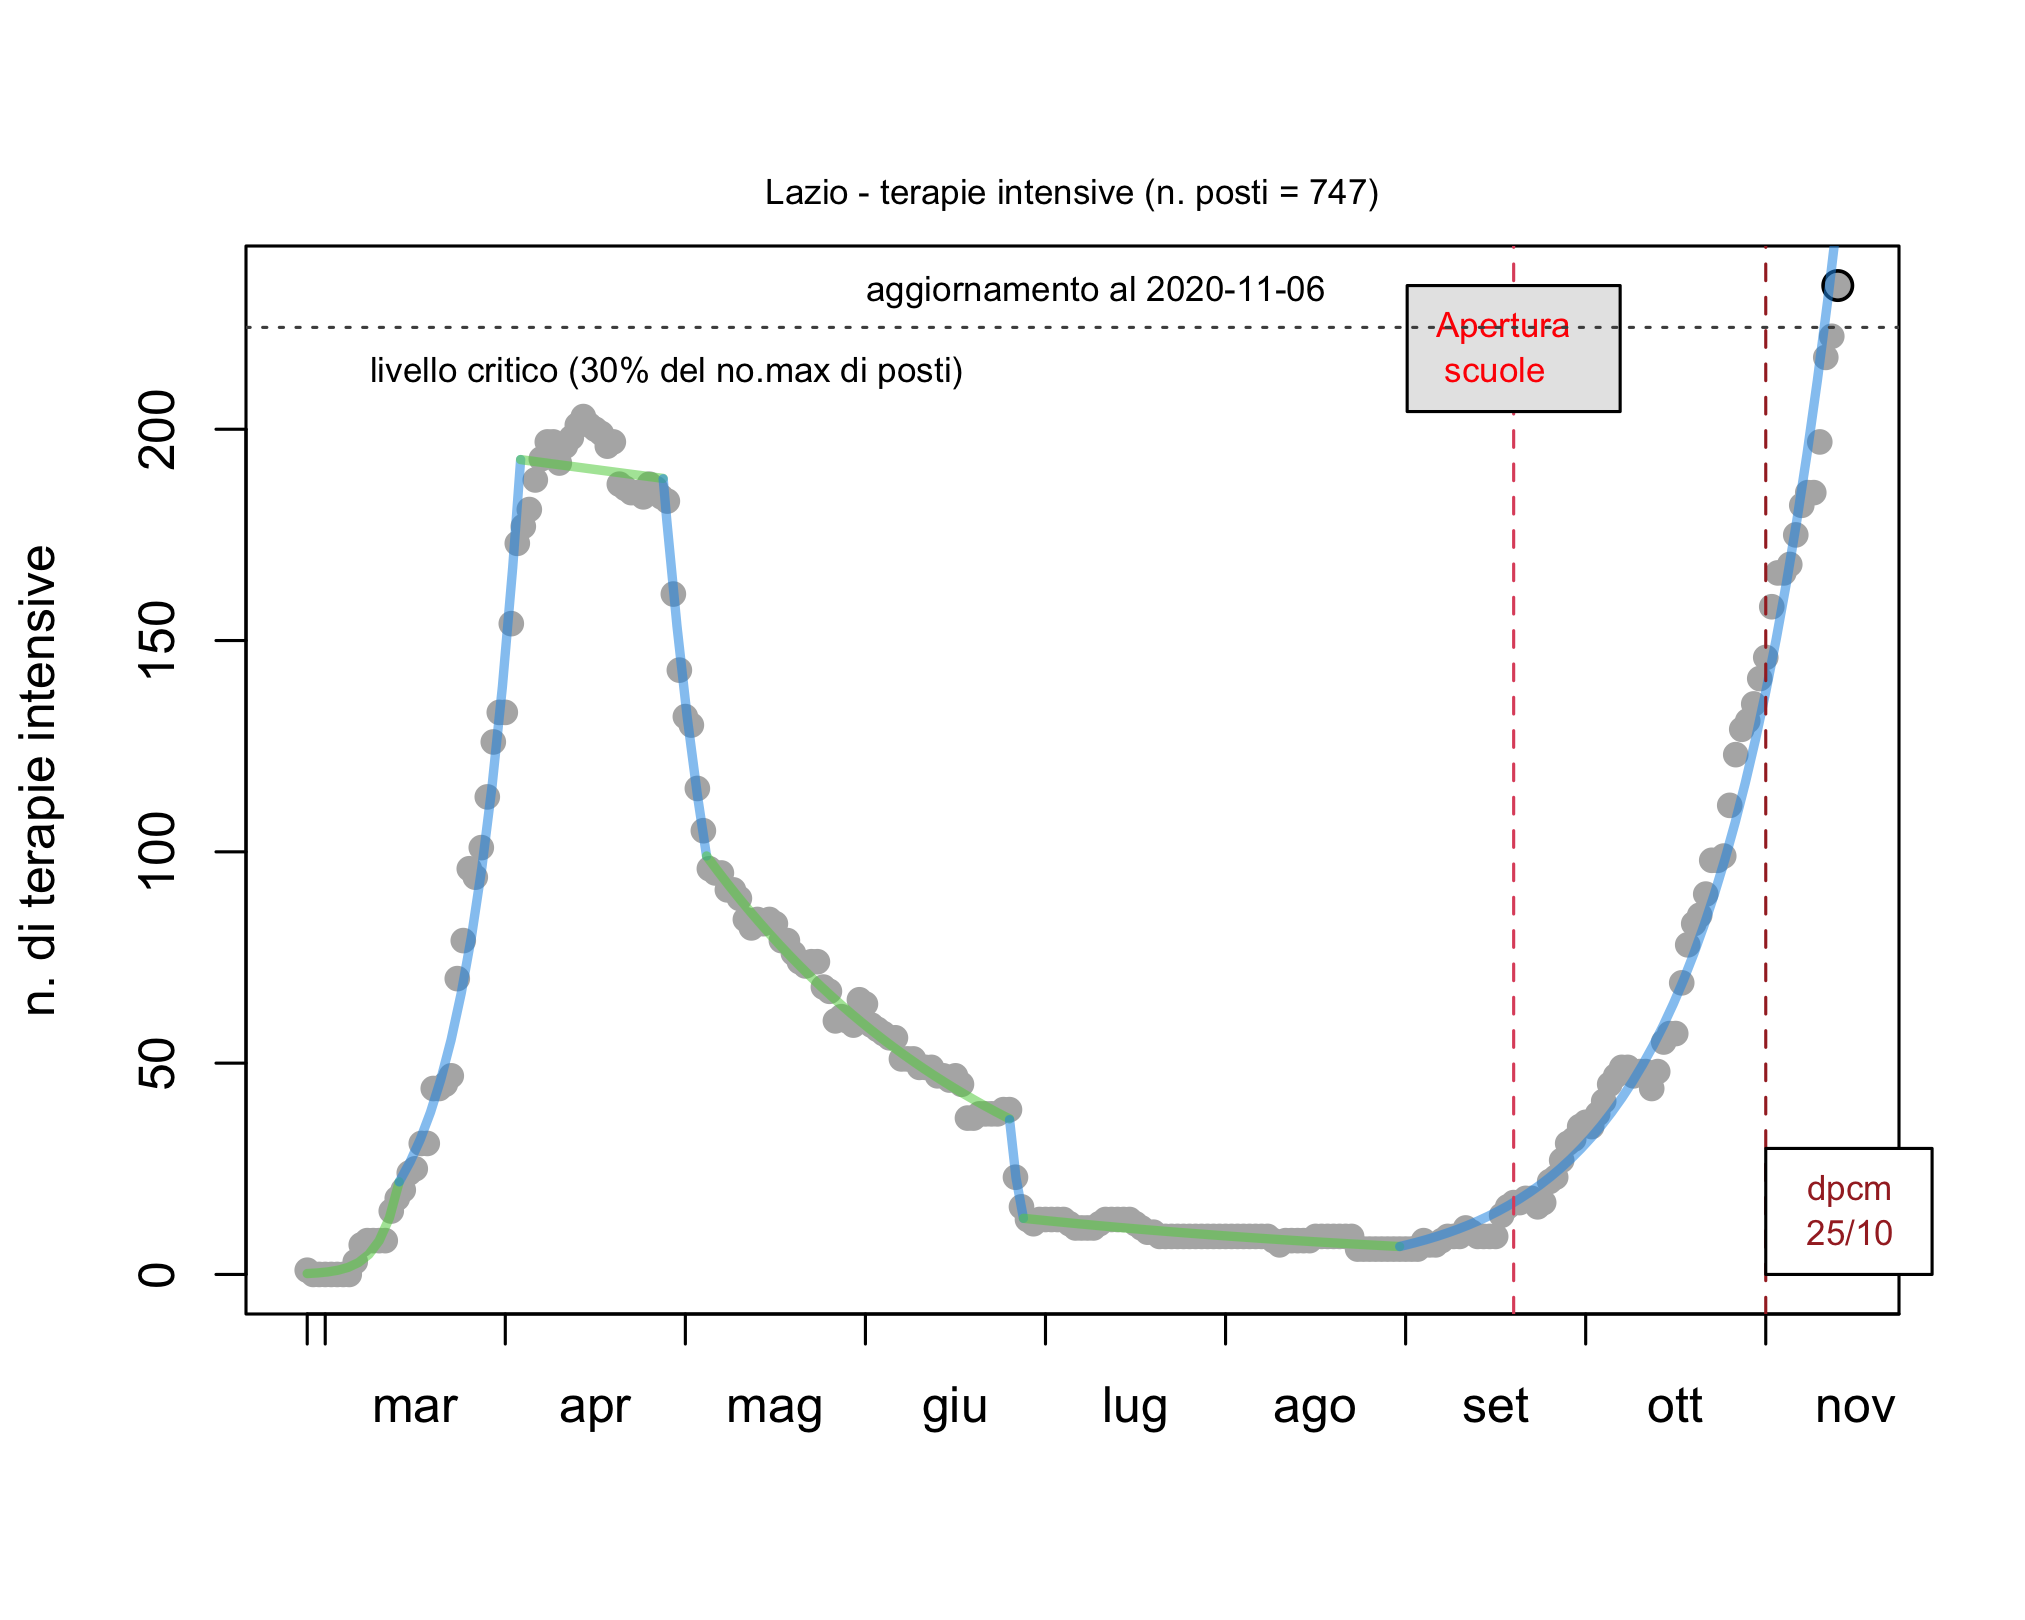 Lazio - terapie intensive (n. posti = 747)
aggiornamento al 2020-11-06
Apertura
scuole
livello critico (30% del no.max di posti)
n. di terapie intensive
200
150
100
50
0
dpcm
25/10
mar apr mag giu lug ago set ott nov